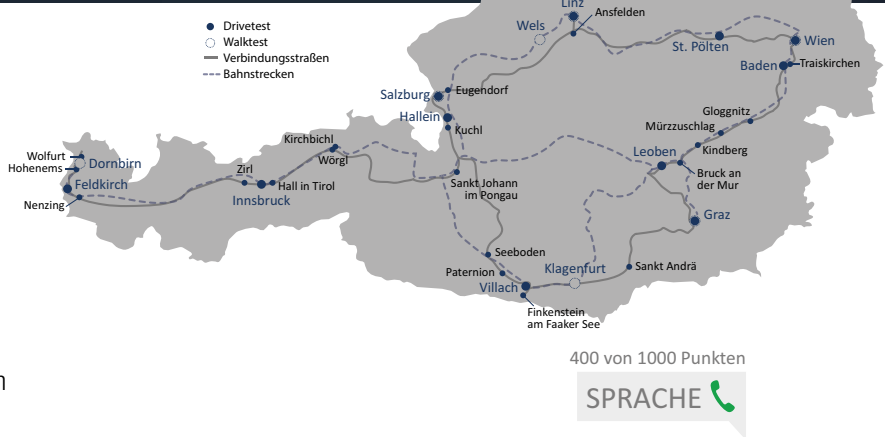 Linz
Ansfelden
Drivetest
Walktest
Verbindungsstraßen
Bahnstrecken
Wels
St. Pölten
Wien
Baden
Traiskirchen
Salzburg
Eugendorf
Hallein
Kuchl
Gloggnitz
Mürzzuschlag
Kindberg
Leoben
Bruck an
der Mur
Kirchbichl
Wörgl
Wolfurt
Dornbirn
Hohenems
Feldkirch
Nenzing
Zirl
Hall in Tirol
Innsbruck
Sankt Johann
im Pongau
Graz
Seeboden
Paternion
Villach
Klagenfurt
Sankt Andrä
Finkenstein
am Faaker See
400 von 1000 Punkten
SPRACHE